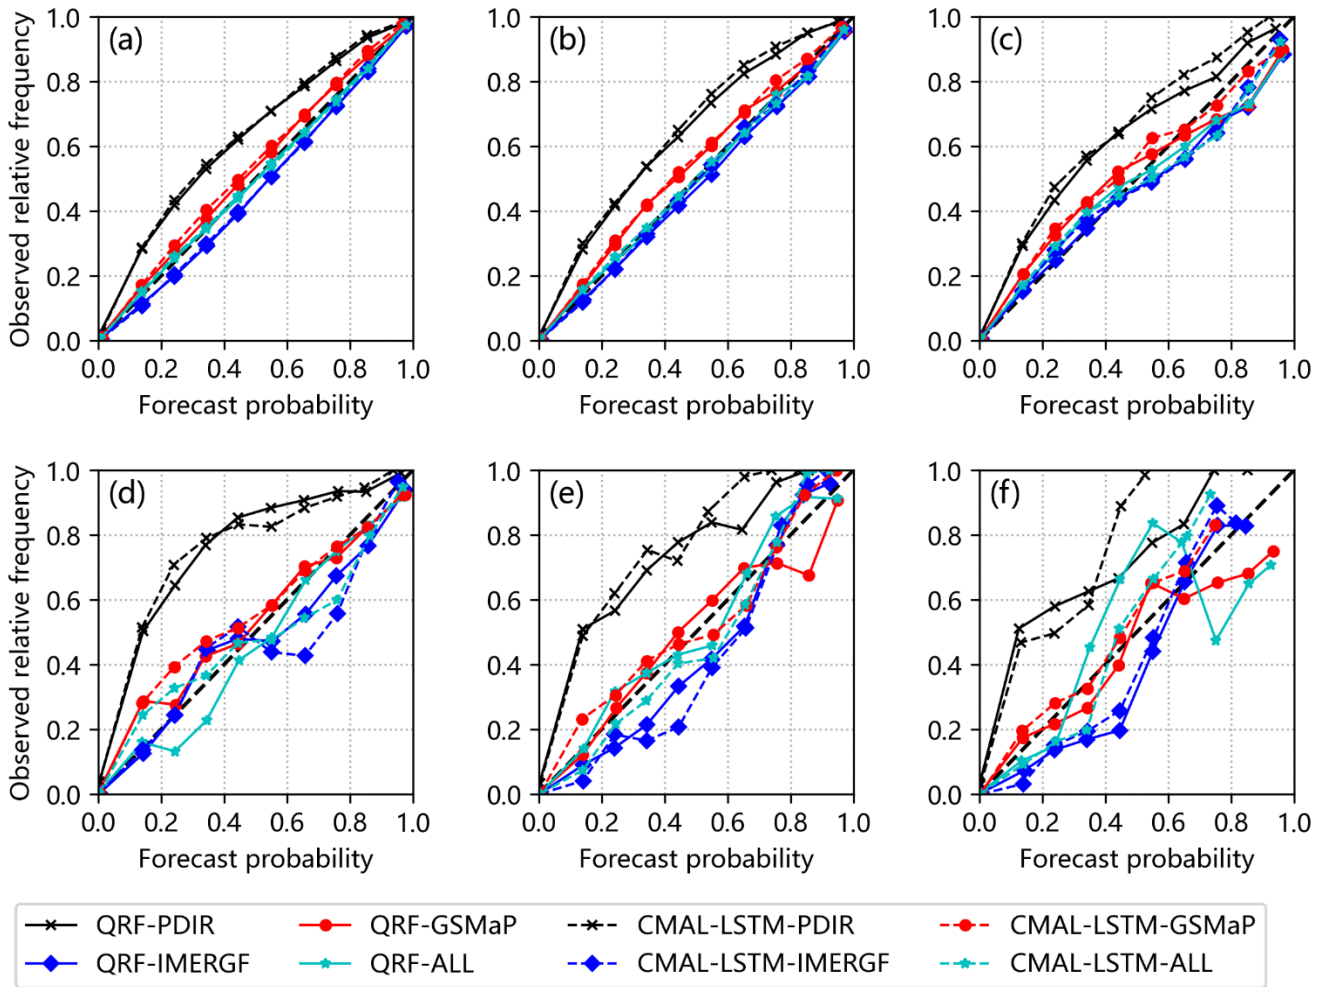 (a)
(b)
(c)
Observed relative frequency
1.0
0.8
0.6
0.4
0.2
0.0
1.0
0.8
0.6
0.4
0.2
0.0
1.0
0.8
0.6
0.4
0.2
0.0
0.0 0.2 0.4 0.6 0.8 1.0
0.0 0.2 0.4 0.6 0.8 1.0
0.0 0.2 0.4 0.6 0.8 1.0
Forecast probability
Forecast probability
Forecast probability
(d)
(e)
(f)
Observed relative frequency
1.0
0.8
0.6
0.4
0.2
0.0
1.0
0.8
0.6
0.4
0.2
0.0
1.0
0.8
0.6
0.4
0.2
0.0
0.0 0.2 0.4 0.6 0.8 1.0
0.0 0.2 0.4 0.6 0.8 1.0
0.0 0.2 0.4 0.6 0.8 1.0
Forecast probability
Forecast probability
Forecast probability
QRF-PDIR QRF-GSMaP CMAL-LSTM-PDIR CMAL-LSTM-GSMaP
QRF-IMERGF QRF-ALL CMAL-LSTM-IMERGF CMAL-LSTM-ALL